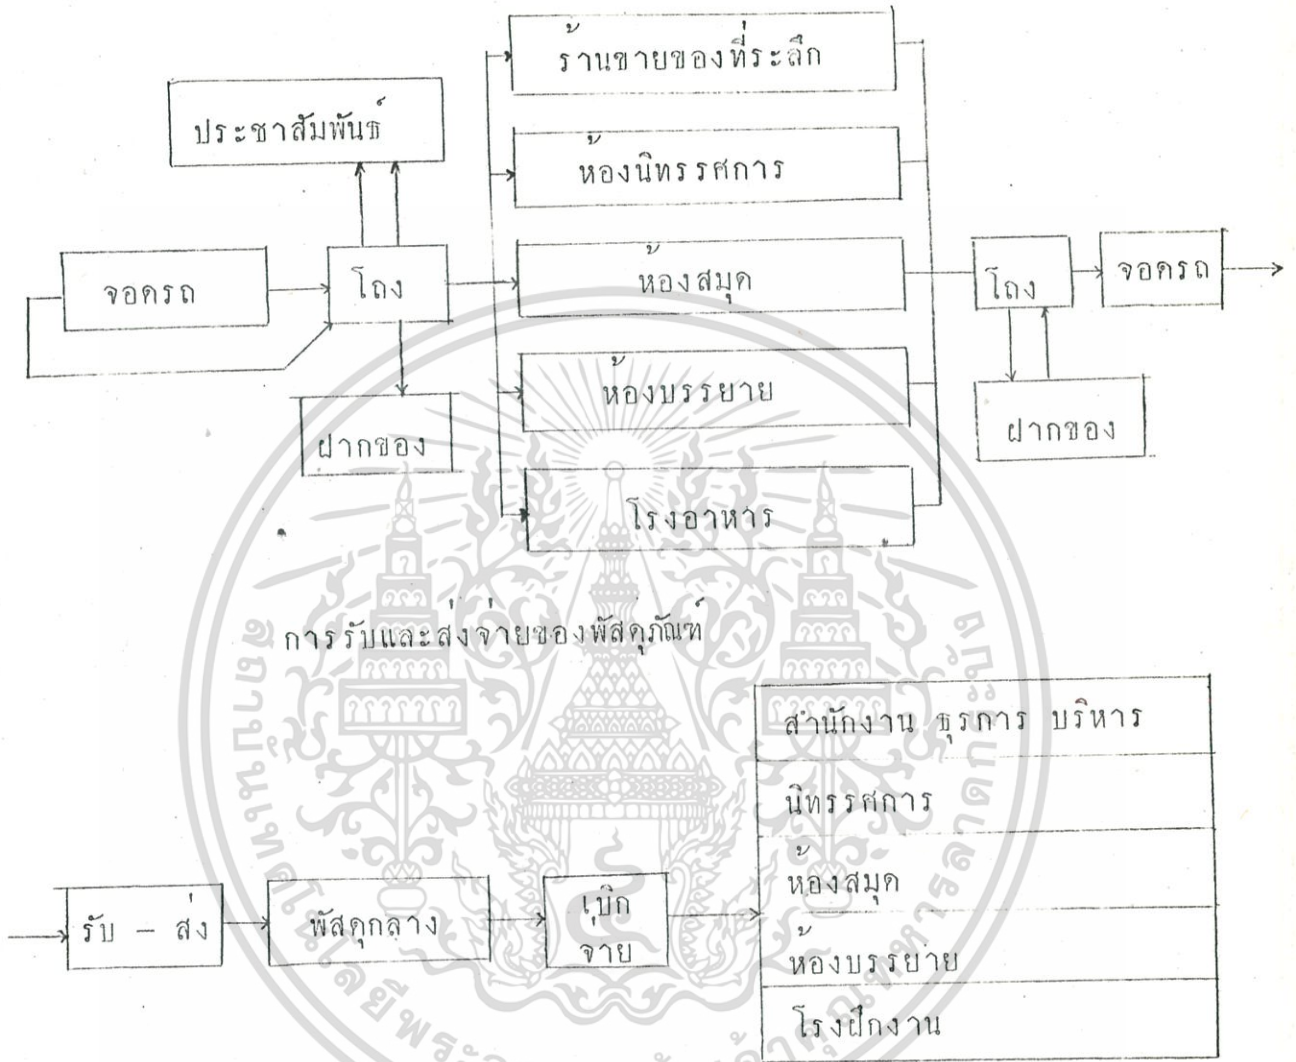 ร้านขายของที่ระลึก
ประชาสัมพันธ์
ห้องนิทรรศการ
จอดรถ
โถง
ห้องสมุด
โถง
จอดรถ
ห้องบรรยาย
ฝากของ
ฝากของ
โรงอาหาร
การรับและส่งจ่ายของพัสดุภัณฑ์
สำนักงาน ธุรการ บริหาร
นิทรรศการ
ห้องสมุด
ห้องบรรยาย
โรงฝึกงาน
รับ - ส่ง
พัสดุกลาง
เบิก
จาย